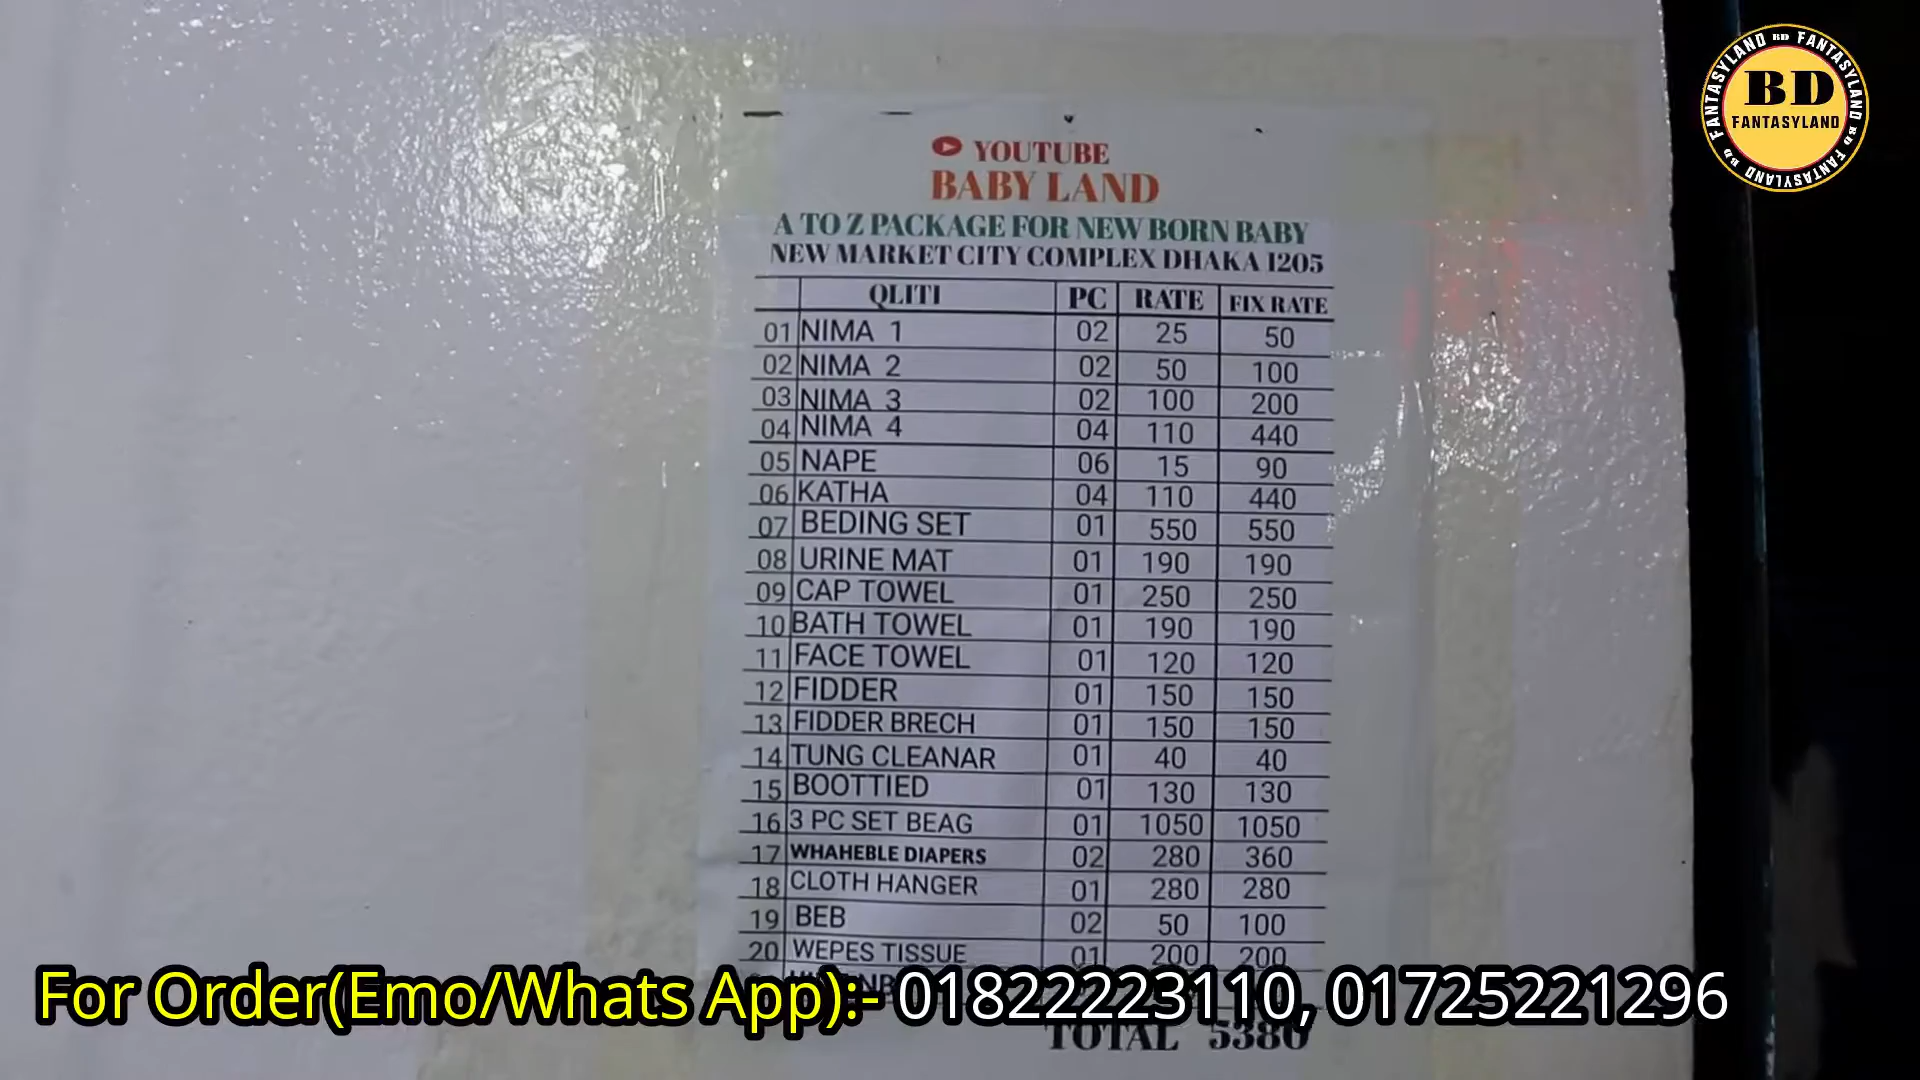 BD
FANTASYLAND
FANTASYLAND BD FANTASYLAND BD FANTASYLAND BD
YOUTUBE
BABY LAND
A TO Z PACKAGE FOR NEW BORN BABY
NEW MARKET CITY COMPLEX DHAKA 1205
QLITI PC RATE FIX RATE
01 NIMA 1 02 25 50
02 NIMA 2 02 50 100
03 NIMA 3 02 100 200
04 NIMA 4 04 110 440
05 NAPE 06 15 90
06 KATHA 04 110 440
07 BEDING SET 01 550 550
08 URINE MAT 01 190 190
09 CAP TOWEL 01 250 250
10 BATH TOWEL 01 190 190
11 FACE TOWEL 01 120 120
12 FIDDER 01 150 150
13 FIDDER BRECH 01 150 150
14 TUNG CLEANAR 01 40 40
15 BOOTTIED 01 130 130
16 3 PC SET BEAG 01 1050 1050
17 WHAHEBLE DIAPERS 02 280 360
18 CLOTH HANGER 01 280 280
19 BEB 02 50 100
20 WEPES TISSUE 01 200 200
For Order(Emo/Whats App):- 01822223110, 01725221296
TOTAL 5380